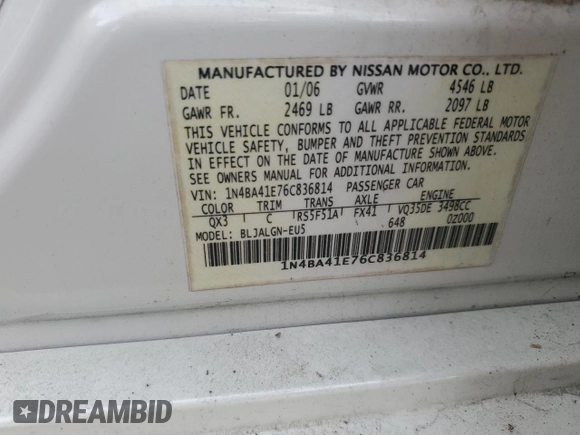 MANUFACTURED BY NISSAN MOTOR CO., LTD.
DATE 01/06 GVWR 4546 LB
GAWR FR. 2469 LB GAWR RR. 2097 LB
THIS VEHICLE CONFORMS TO ALL APPLICABLE FEDERAL MOTOR
VEHICLE SAFETY, BUMPER AND THEFT PREVENTION STANDARDS
IN EFFECT ON THE DATE OF MANUFACTURE SHOWN ABOVE.
SEE OWNERS MANUAL FOR ADDITIONAL INFORMATION.
VIN: 1N4BA41E76C836814 PASSENGER CAR
COLOR TRIM TRANS AXLE ENGINE
QX3 C RS5F51A FX41 VQ35DE 3498CC
MODEL: BLJALGN-EU5 648 0Z000
1N4BA41E76C836814
DREAMBID